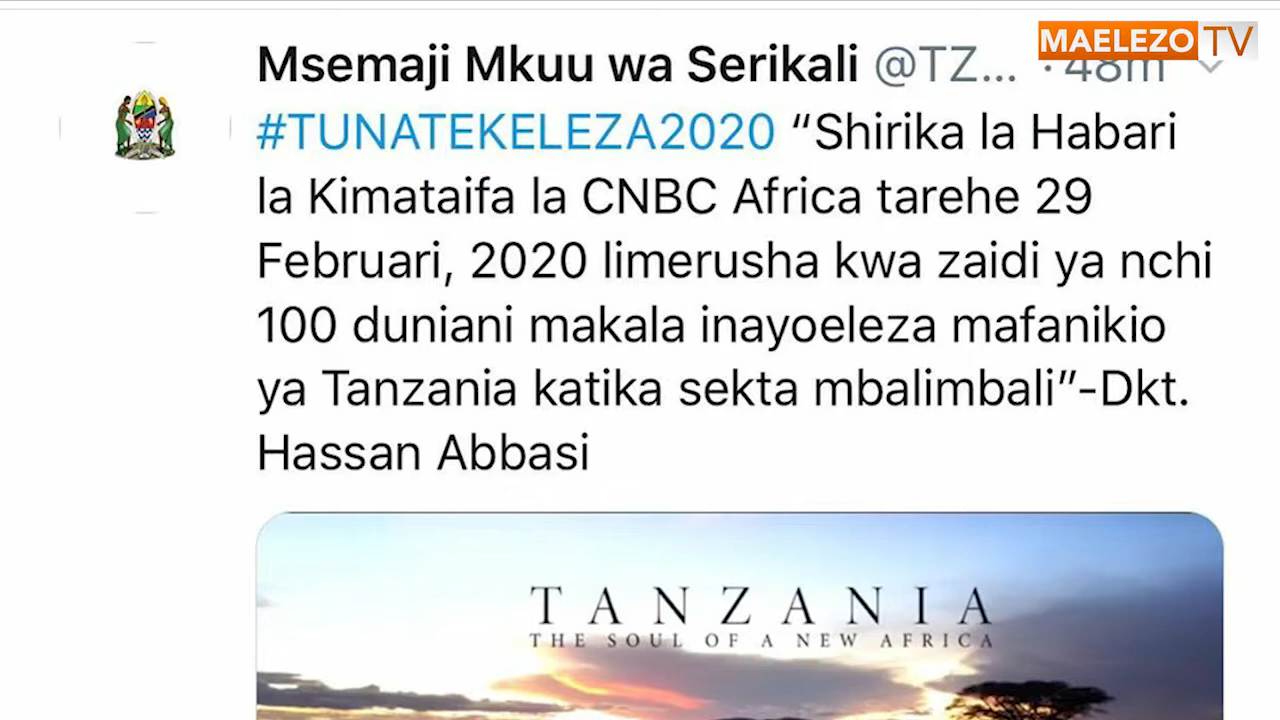 MAELEZO TV
Msemaji Mkuu wa Serikali @TZ... · 48m
#TUNATEKELEZA2020 “Shirika la Habari
la Kimataifa la CNBC Africa tarehe 29
Februari, 2020 limerusha kwa zaidi ya nchi
100 duniani makala inayoeleza mafanikio
ya Tanzania katika sekta mbalimbali”-Dkt.
Hassan Abbasi
TANZANIA
THE SOUL OF A NEW AFRICA